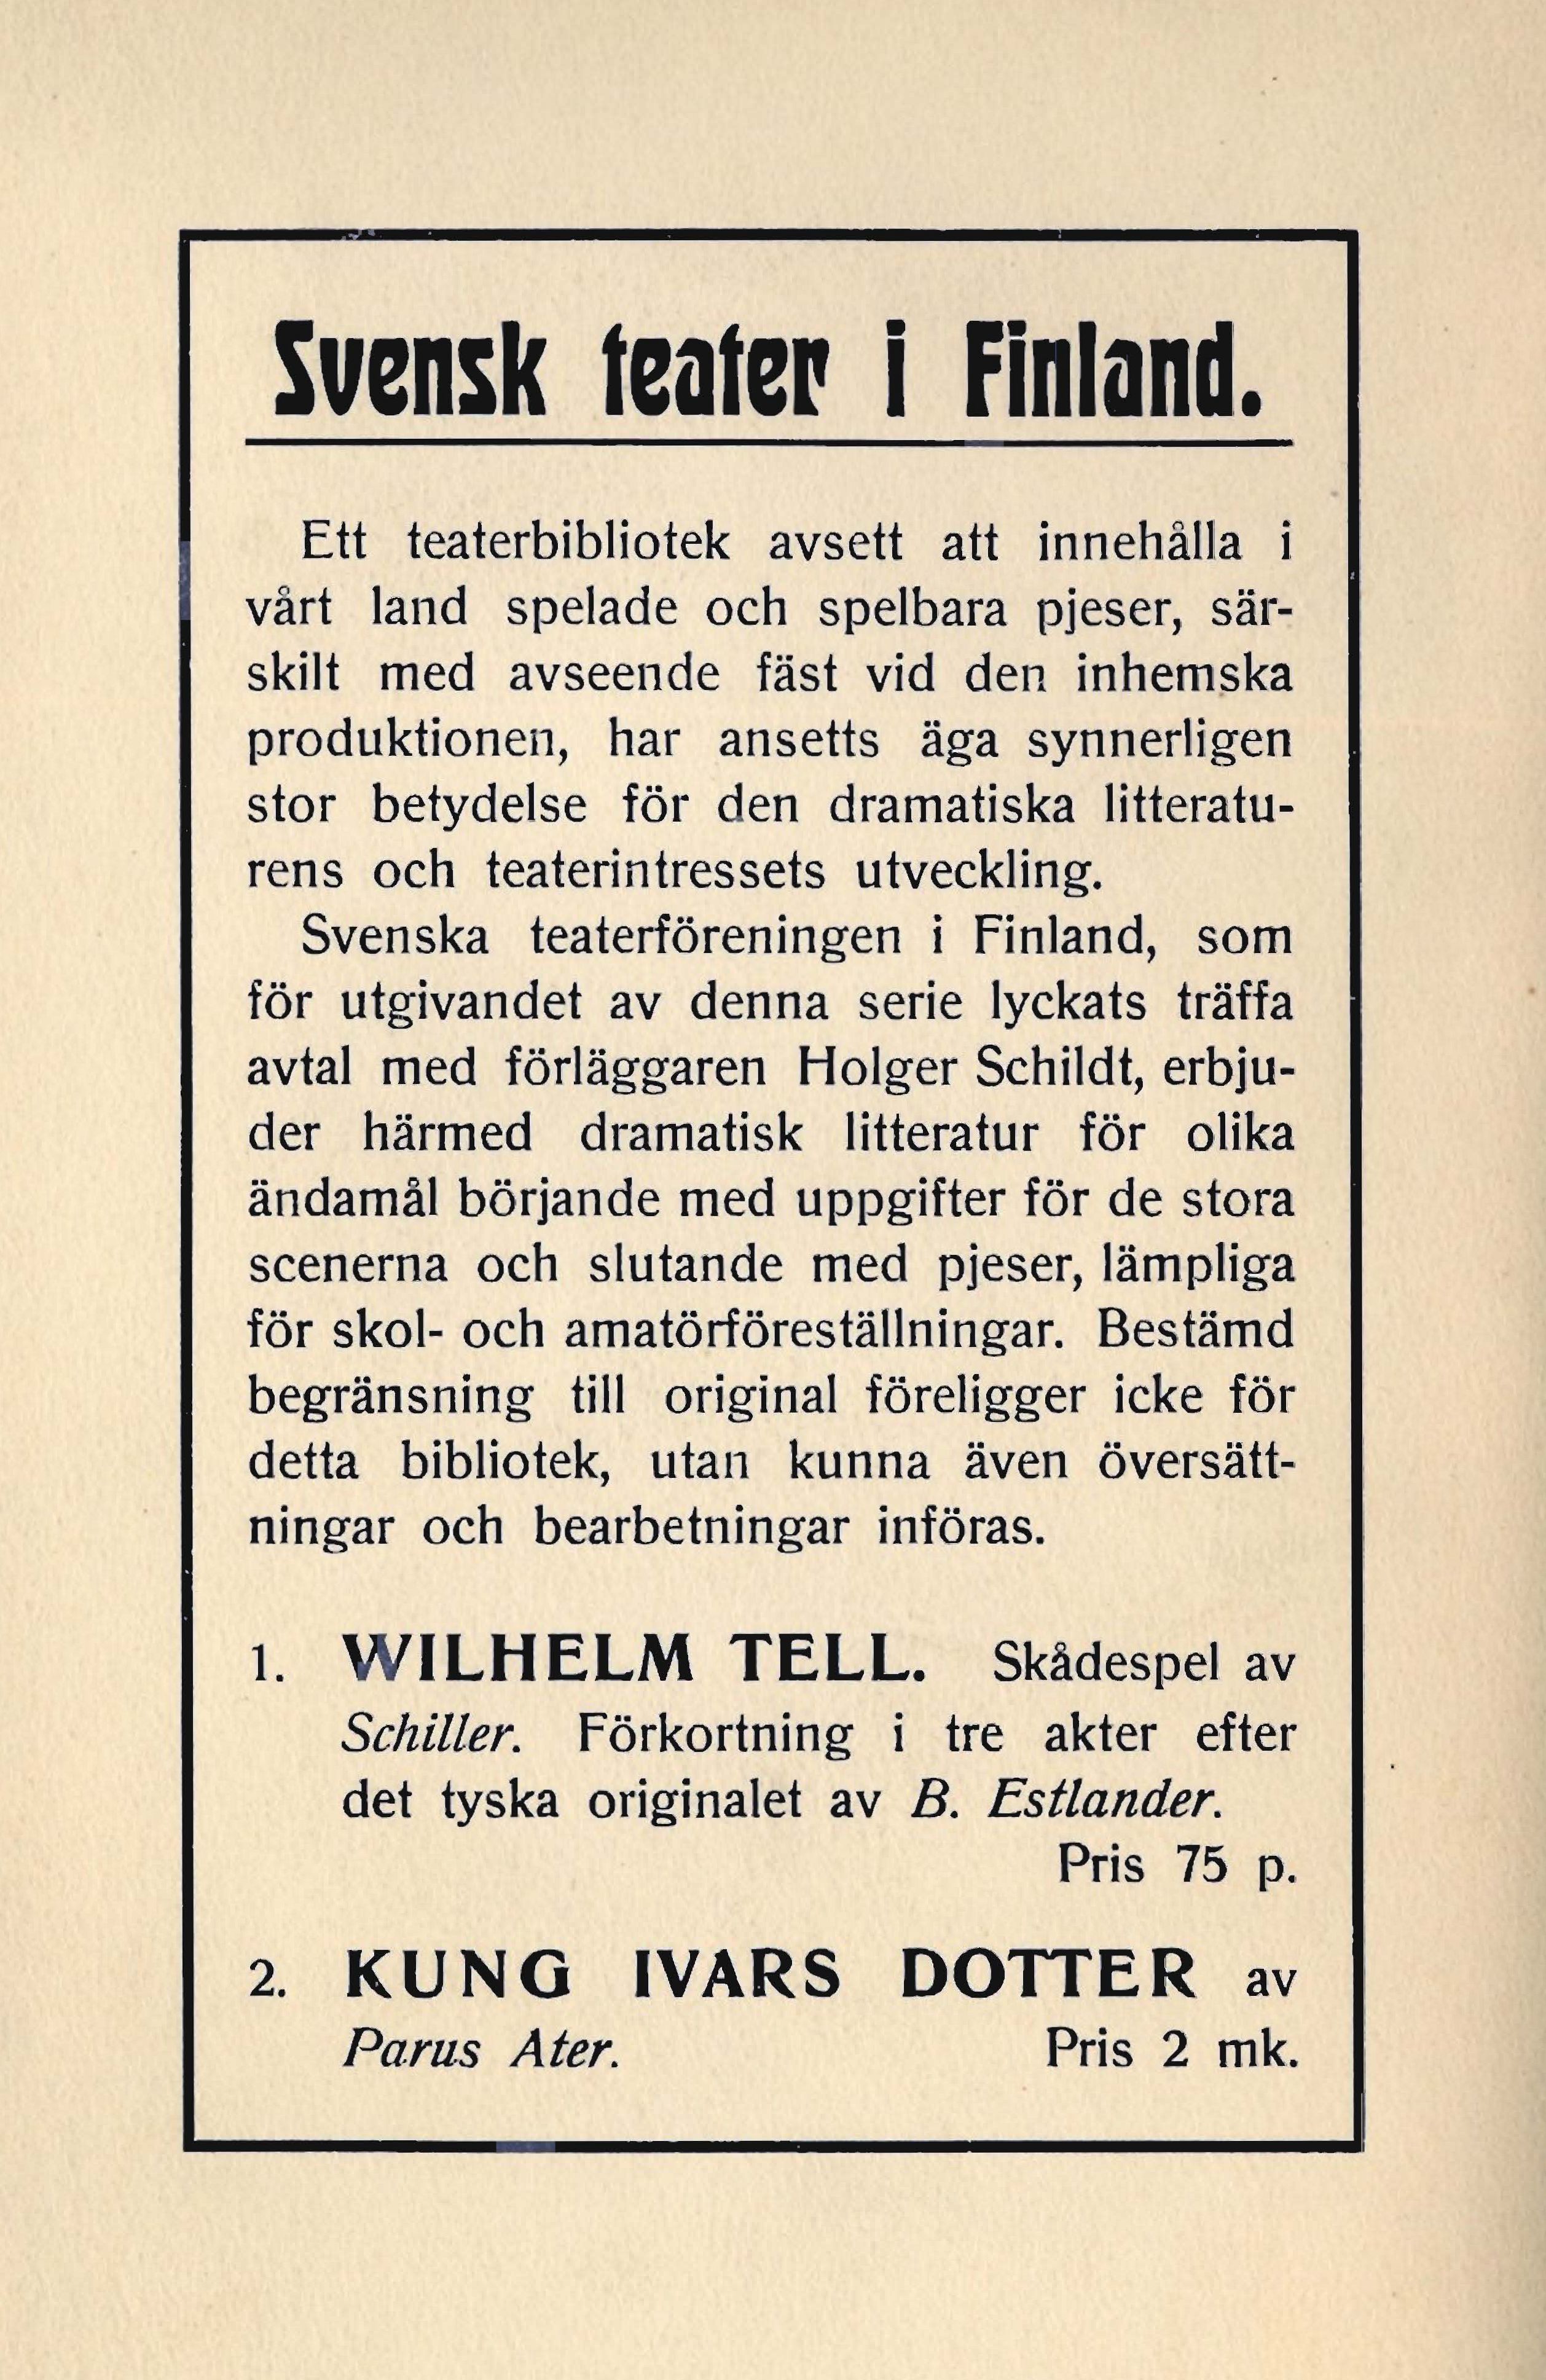 Svensk teater i Finland.
Ett teaterbibliotek avsett att innehålla i
vårt land spelade och spelbara pjeser, sär-
skilt med avseende fäst vid den inhemska
produktionen, har ansetts äga synnerligen
stor betydelse för den dramatiska litteratu-
rens och teaterintressets utveckling.
Svenska teaterföreningen i Finland, som
för utgivandet av denna serie lyckats träffa
avtal med förläggaren Holger Schildt, erbju-
der härmed dramatisk litteratur för olika
ändamål börjande med uppgifter för de stora
scenerna och slutande med pjeser, lämpliga
för skol- och amatörföreställningar. Bestämd
begränsning till original föreligger icke för
detta bibliotek, utan kunna även översätt-
ningar och bearbetningar införas.
1. WILHELM TELL. Skådespel av
Schiller. Förkortning i tre akter efter
det tyska originalet av B. Estlander.
Pris 75 p.
2. KUNG IVARS DOTTER av
Parus Ater. Pris 2 mk.